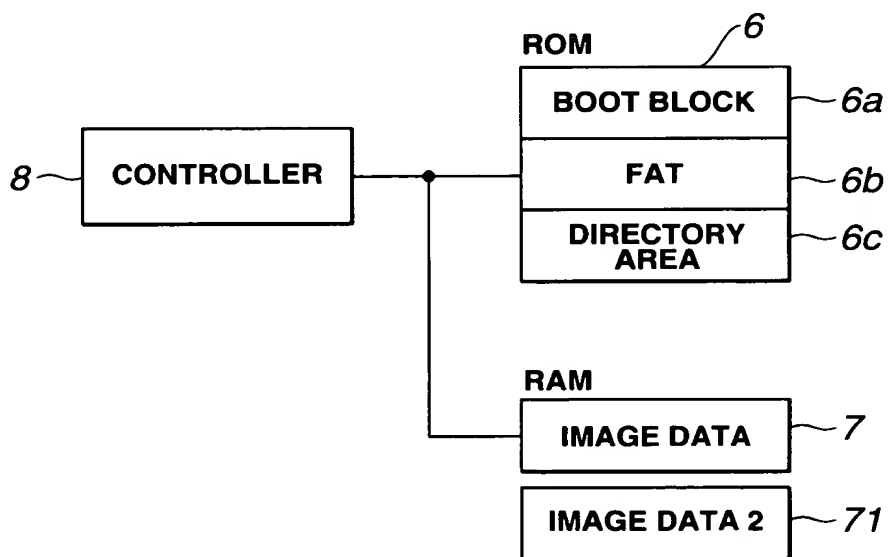 6
ROM
BOOT BLOCK
6a
8
CONTROLLER
FAT
6b
DIRECTORY
AREA
6c
RAM
IMAGE DATA
7
IMAGE DATA 2
71